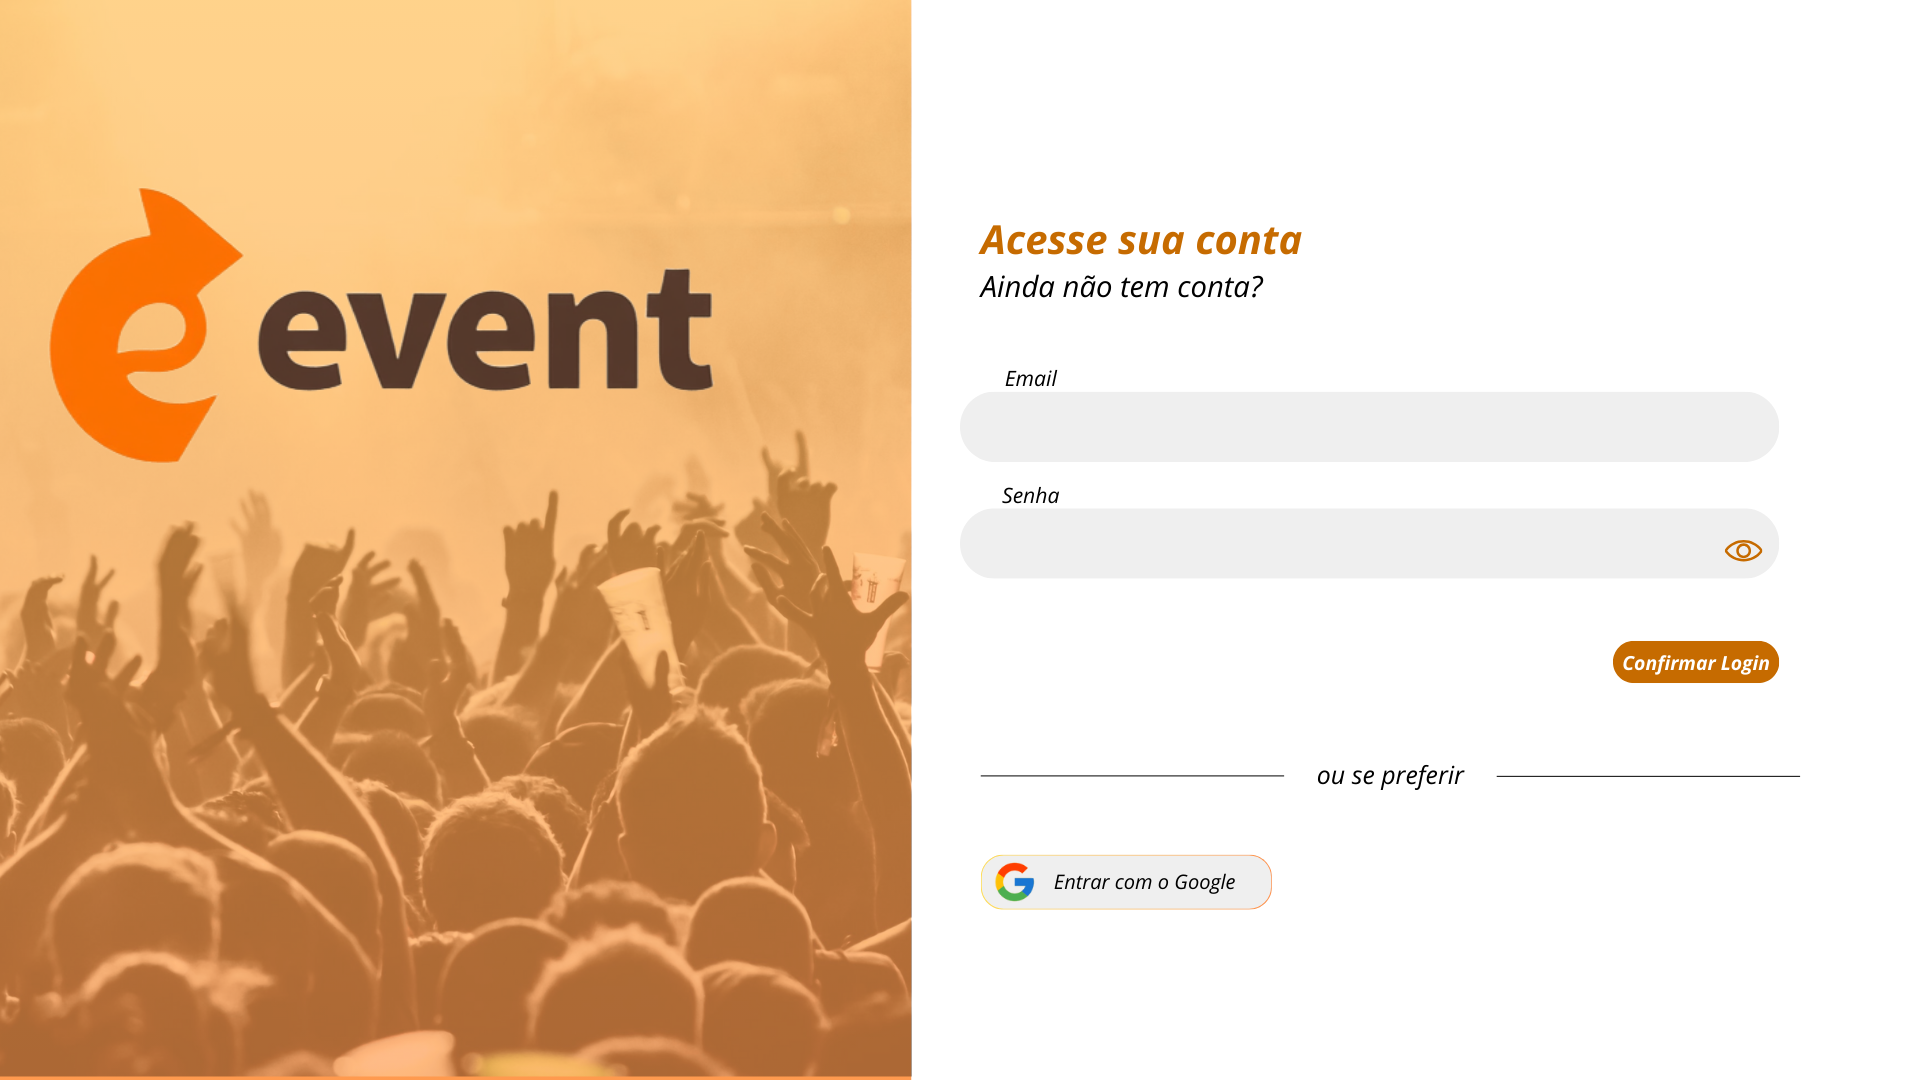 event
Acesse sua conta
Ainda não tem conta?
Email
Senha
Confirmar Login
ou se preferir
Entrar com o Google